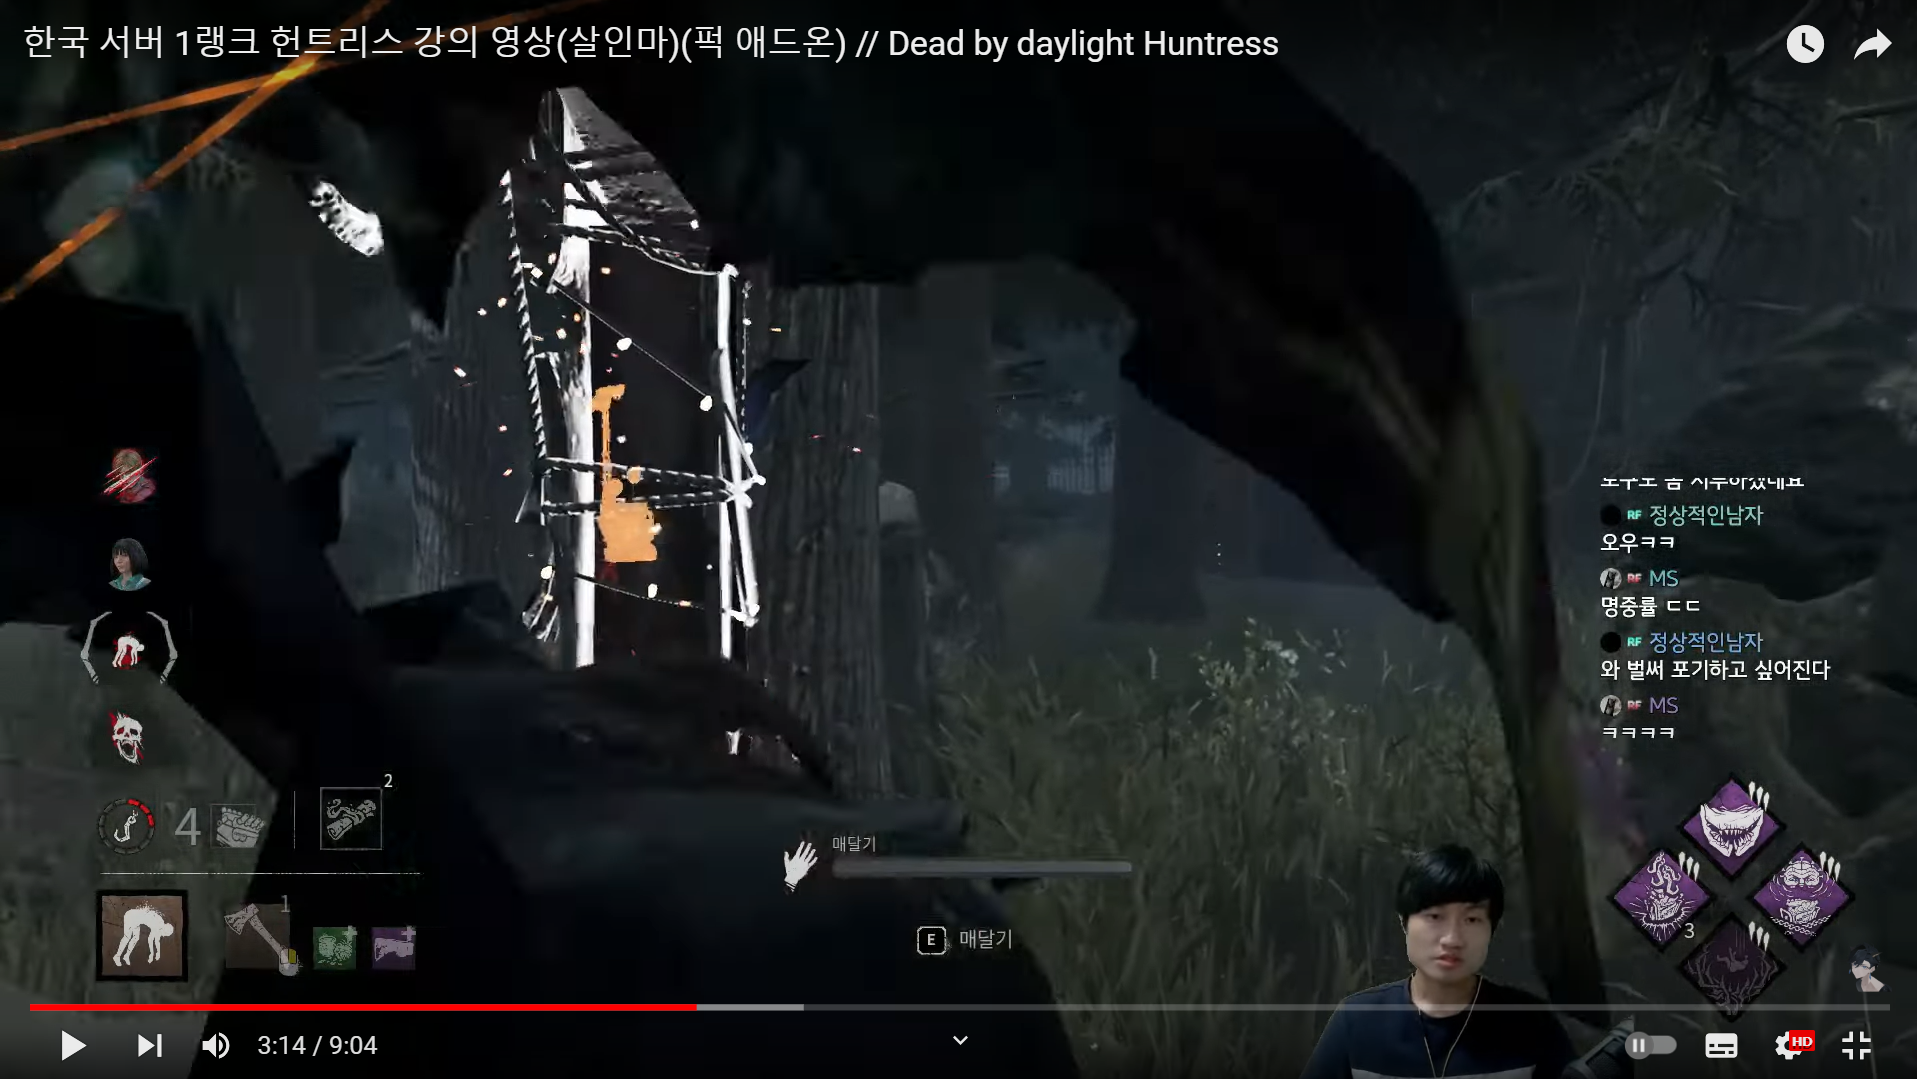 한국 서버 1랭크 헌트리스 강의 영상(살인마)(퍽 애드온) // Dead by daylight Huntress
RF 정상적인남자
오우ㅋㅋ
RF MS
명중률 ㄷㄷ
RF 정상적인남자
와 벌써 포기하고 싶어진다
RF MS
ㅋㅋㅋㅋ
2
4
매달기
1
E 매달기
3
3:14 / 9:04
HD